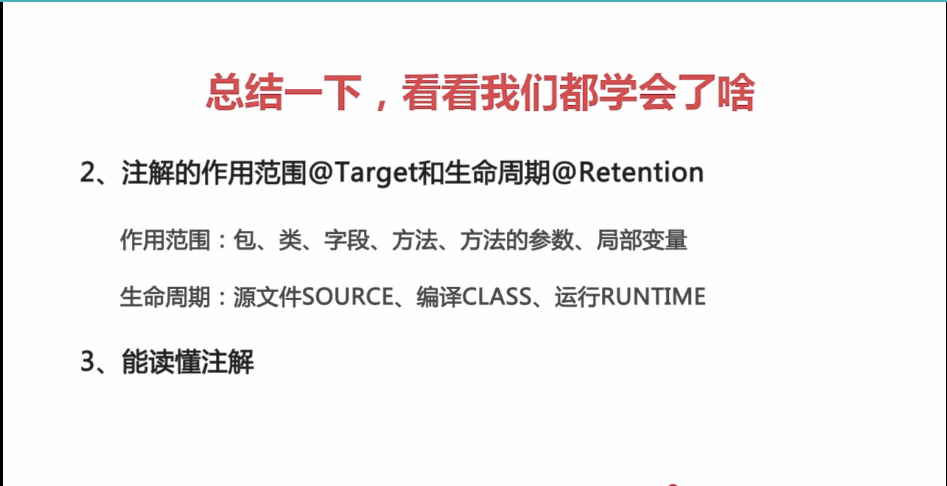 总结一下，看看我们都学会了啥
2、注解的作用范围@Target和生命周期@Retention
作用范围：包、类、字段、方法、方法的参数、局部变量
生命周期：源文件SOURCE、编译CLASS、运行RUNTIME
3、能读懂注解